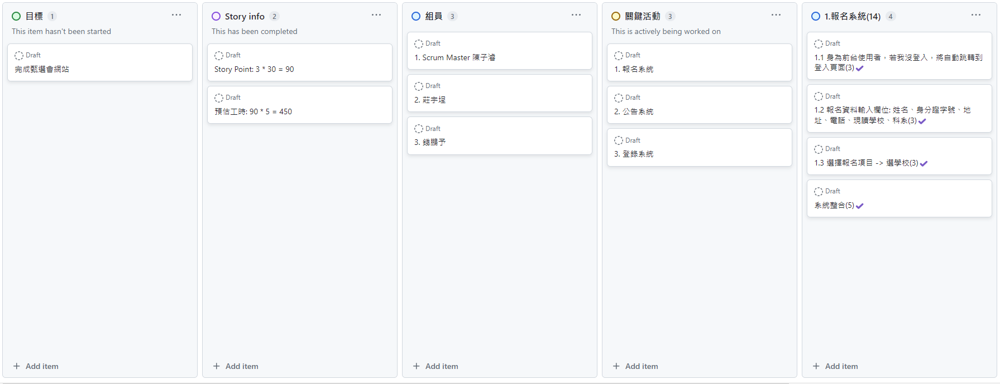 目標 1
This item hasn't been started
Draft
完成甄選會網站
Add item
Story info 2
This has been completed
Draft
Story Point: 3 * 30 = 90
Draft
預估工時: 90 * 5 = 450
Add item
組員 3
Draft
1. Scrum Master 陳子濬
Draft
2. 莊宇埕
Draft
3. 錢鵬予
Add item
關鍵活動 3
This is actively being worked on
Draft
1. 報名系統
Draft
2. 公告系統
Draft
3. 登錄系統
Add item
1.報名系統(14) 4
Draft
1.1 身為前台使用者，若我沒登入，將自動跳轉到
登入頁面(3)
Draft
1.2 報名資料輸入欄位: 姓名、身分證字號、地
址、電話、現讀學校、科系(3)
Draft
1.3 選擇報名項目 -> 選學校(3)
Draft
系統整合(5)
Add item